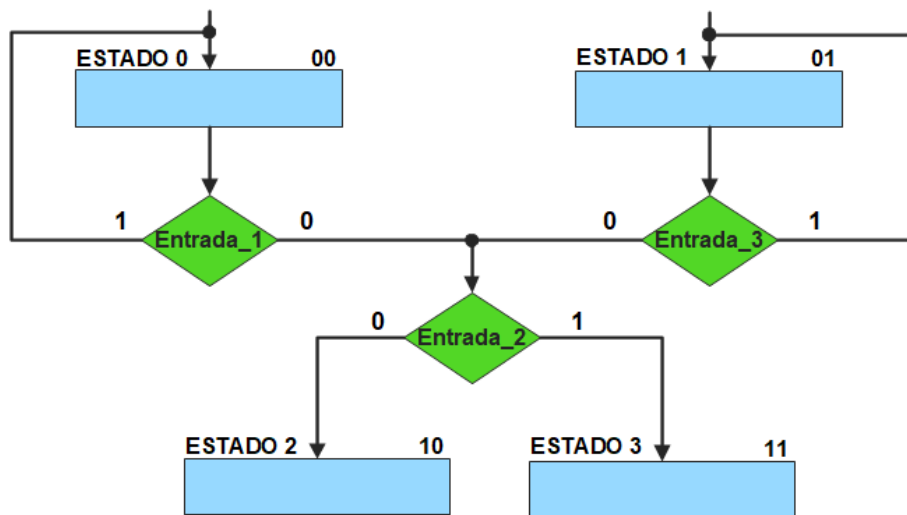 ESTADO 0 00
ESTADO 1 01
1 Entrada_1 0
0 Entrada_3 1
0 Entrada_2 1
ESTADO 2 10
ESTADO 3 11